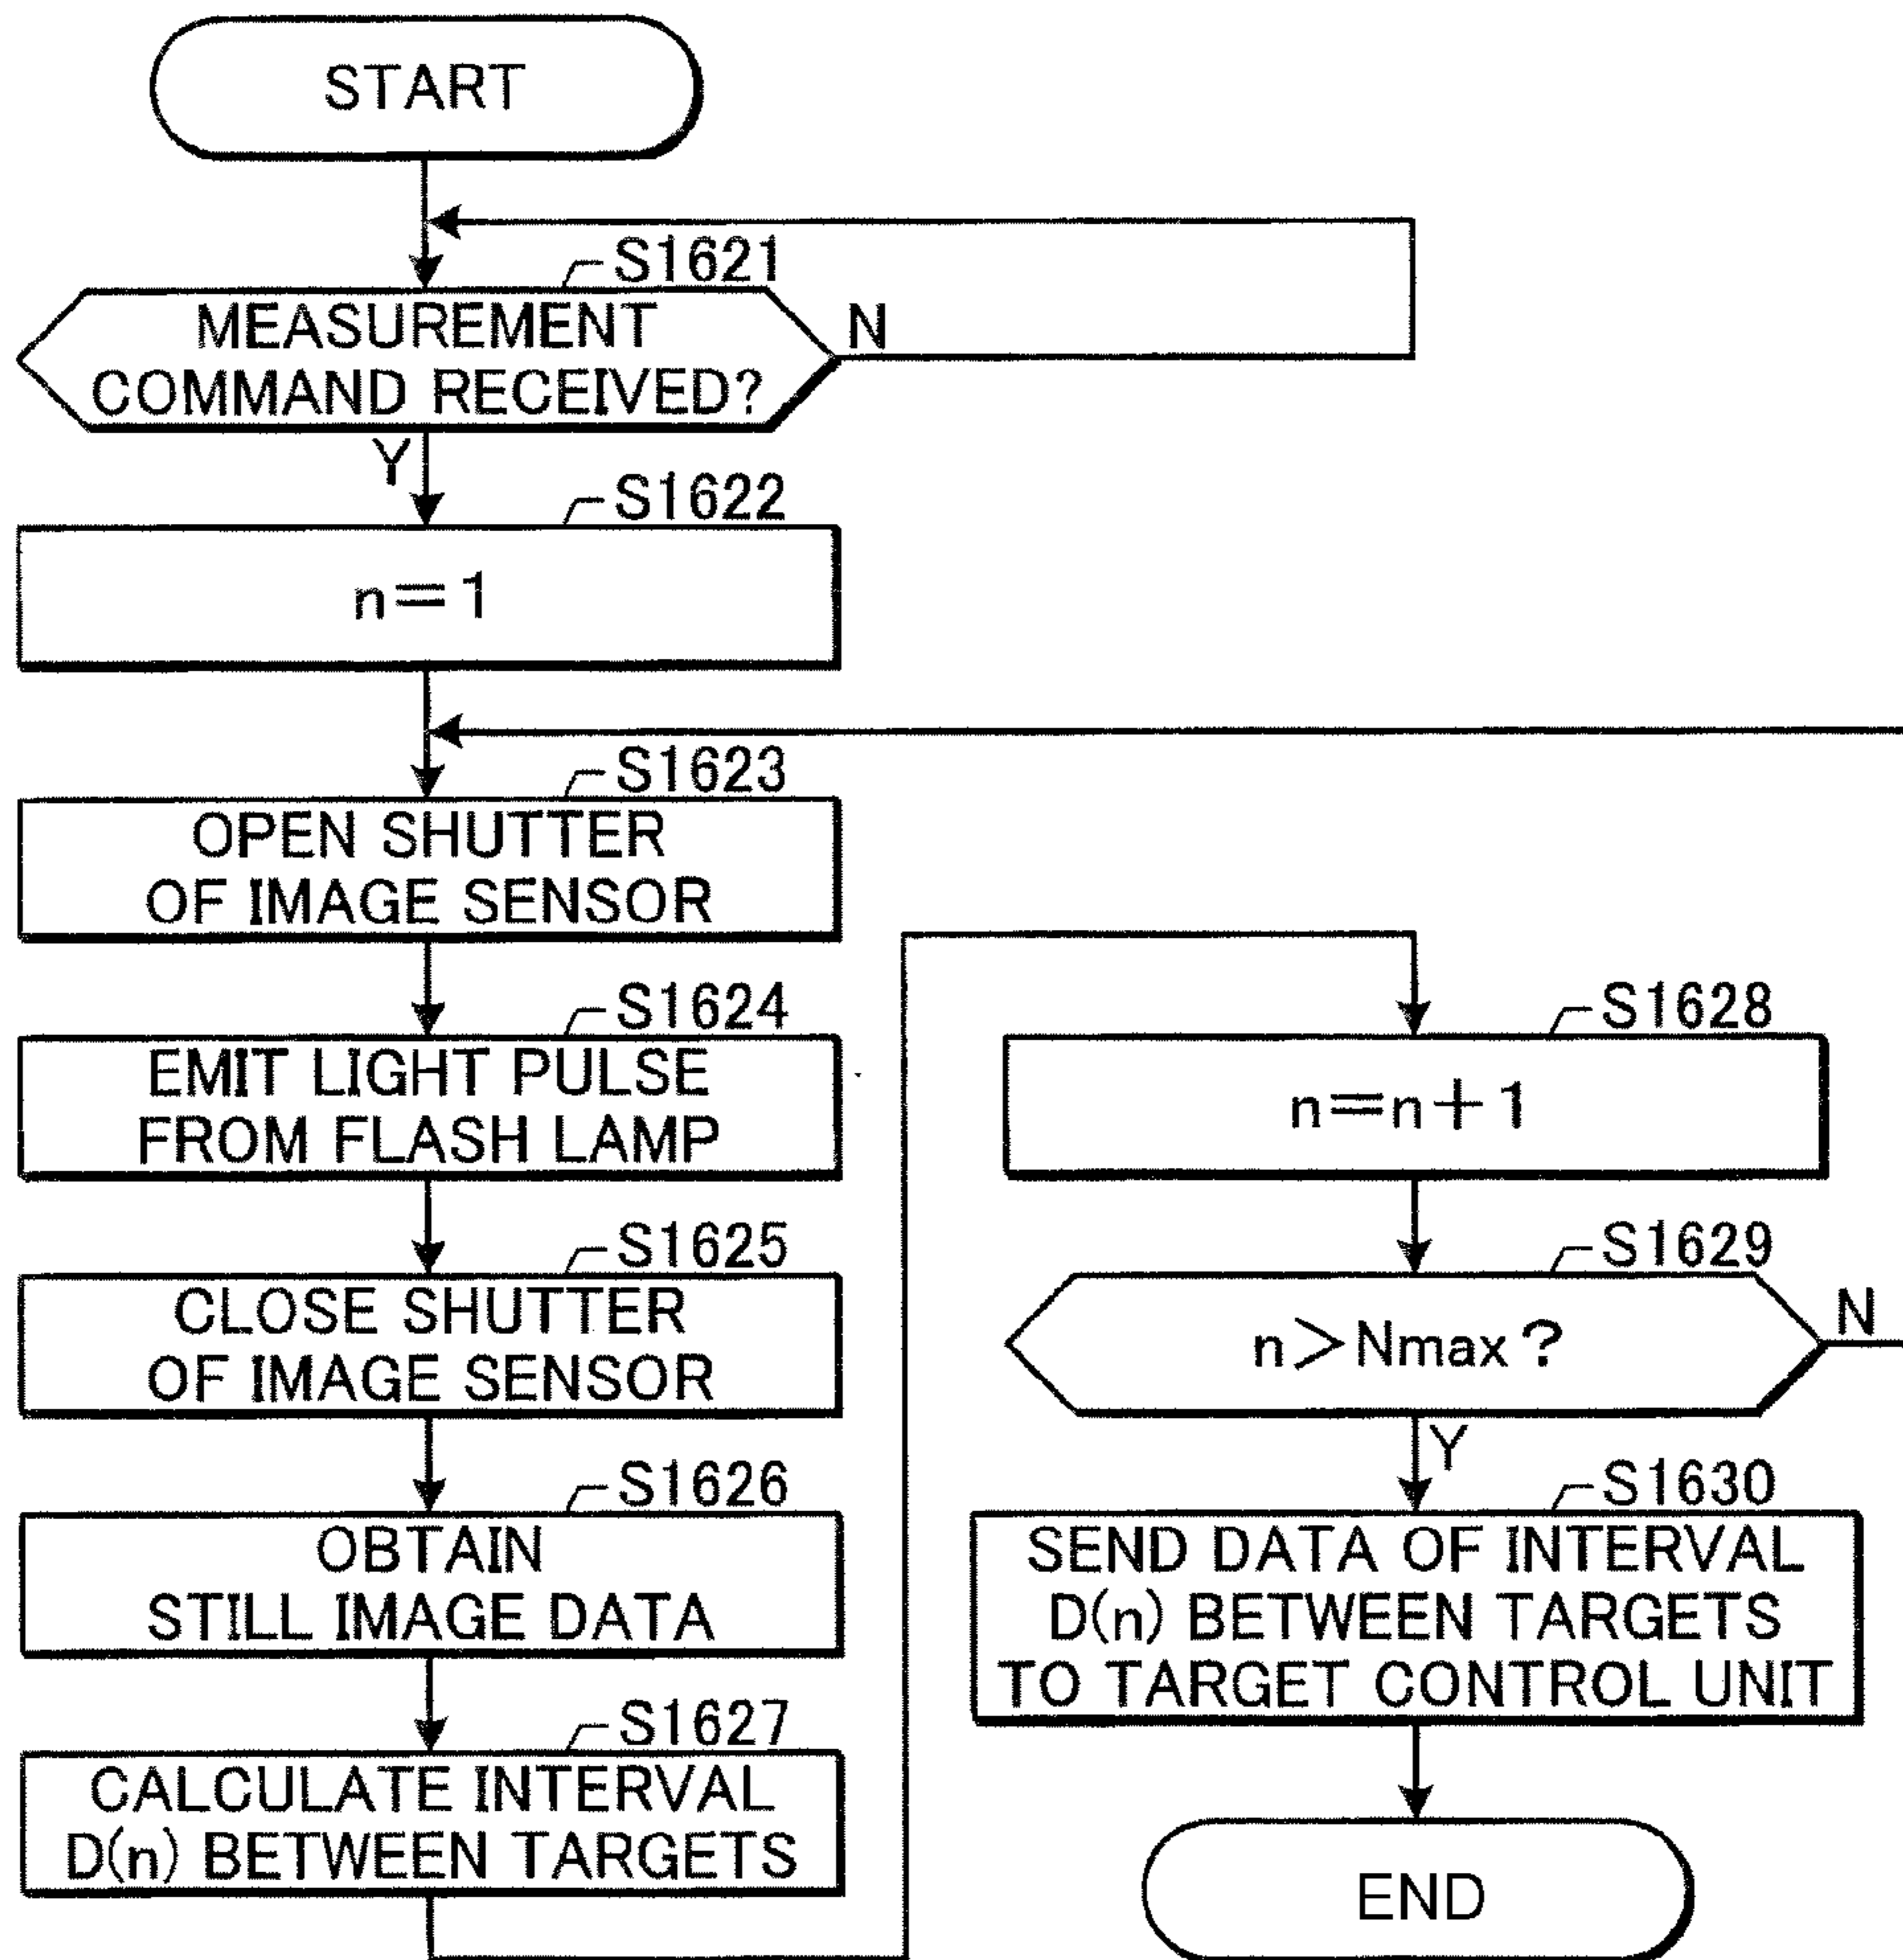 START
S1621
MEASUREMENT
COMMAND RECEIVED?
N
Y
S1622
n=1
S1623
OPEN SHUTTER
OF IMAGE SENSOR
S1624
EMIT LIGHT PULSE
FROM FLASH LAMP
S1625
CLOSE SHUTTER
OF IMAGE SENSOR
S1626
OBTAIN
STILL IMAGE DATA
S1627
CALCULATE INTERVAL
D(n) BETWEEN TARGETS
S1628
n=n+1
S1629
n>Nmax?
N
Y
S1630
SEND DATA OF INTERVAL
D(n) BETWEEN TARGETS
TO TARGET CONTROL UNIT
END